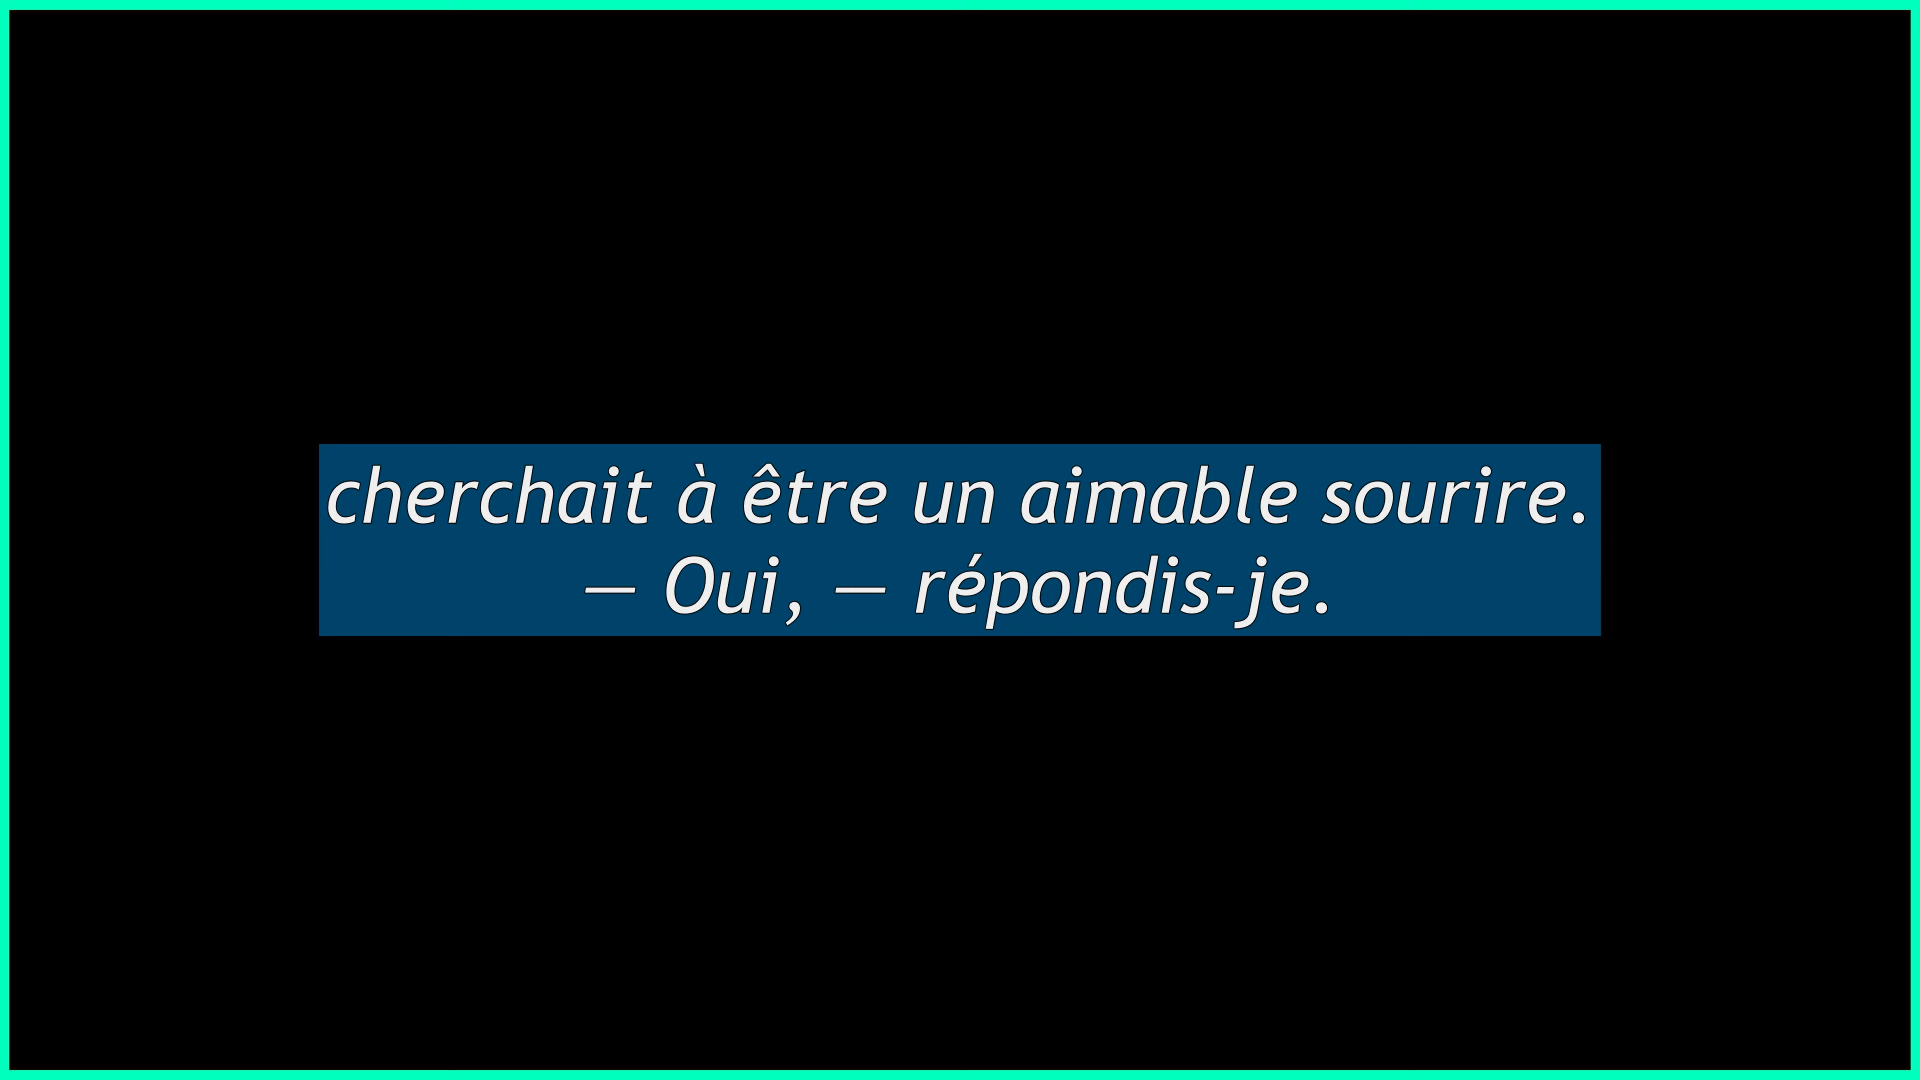 cherchait à être un aimable sourire.
— Oui, — répondis-je.